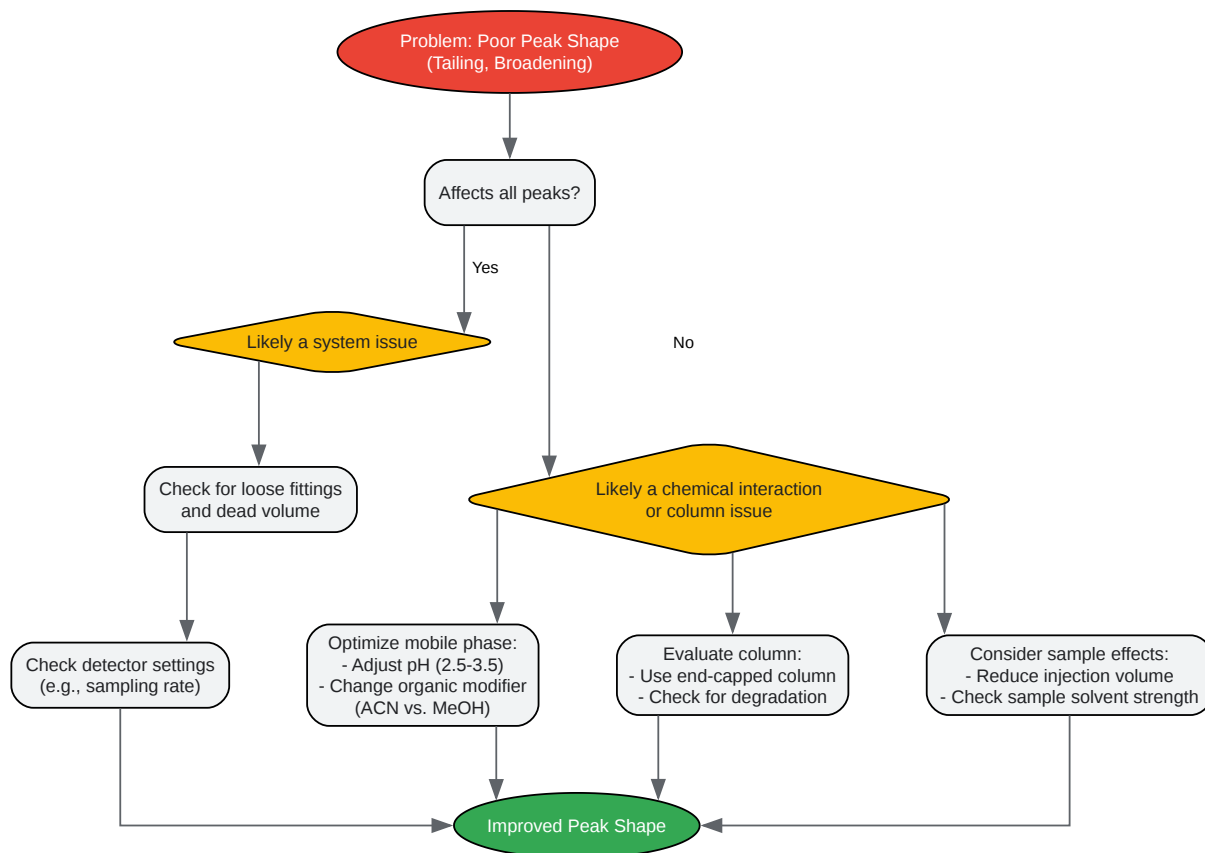 Problem: Poor Peak Shape
(Tailing, Broadening)
Affects all peaks?
Yes
Likely a system issue
No
Check for loose fittings
and dead volume
Likely a chemical interaction
or column issue
Check detector settings
(e.g., sampling rate)
Optimize mobile phase:
- Adjust pH (2.5-3.5)
- Change organic modifier
(ACN vs. MeOH)
Evaluate column:
- Use end-capped column
- Check for degradation
Consider sample effects:
- Reduce injection volume
- Check sample solvent strength
Improved Peak Shape